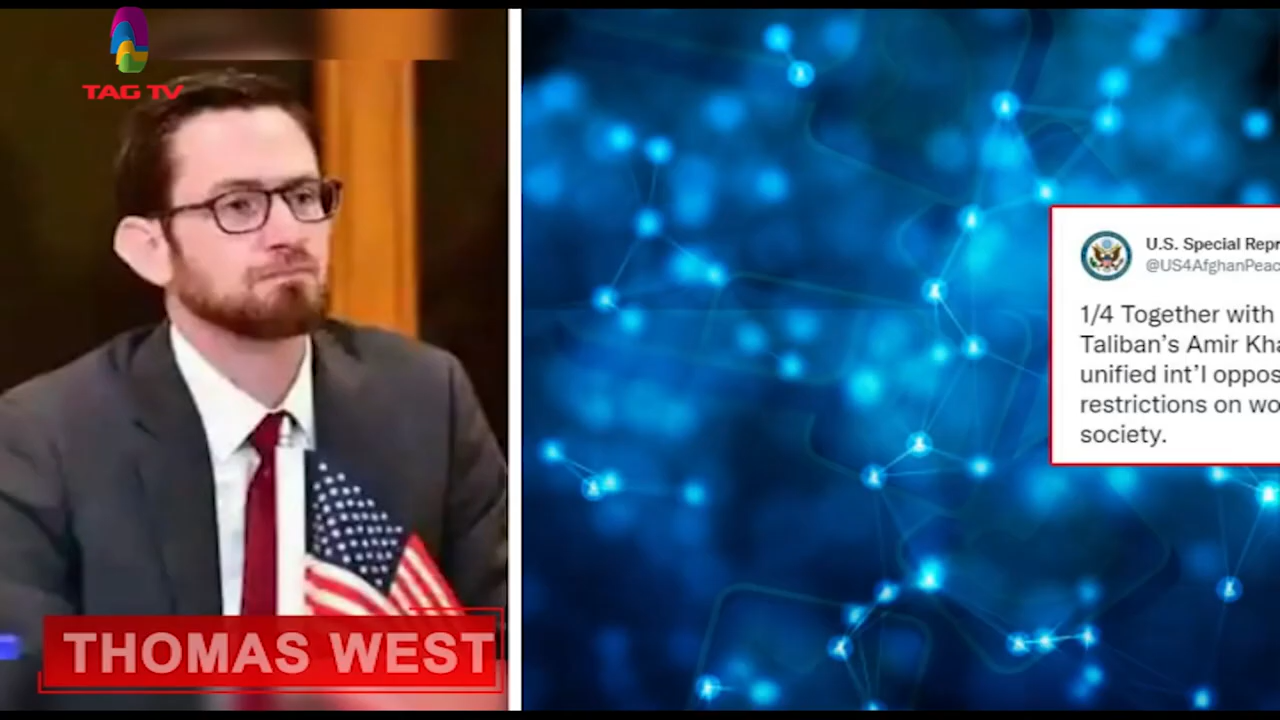 TAG TV
THOMAS WEST
U.S. Special Repr
@US4AfghanPeac
1/4 Together with
Taliban's Amir Kha
unified int'l oppos
restrictions on wo
society.